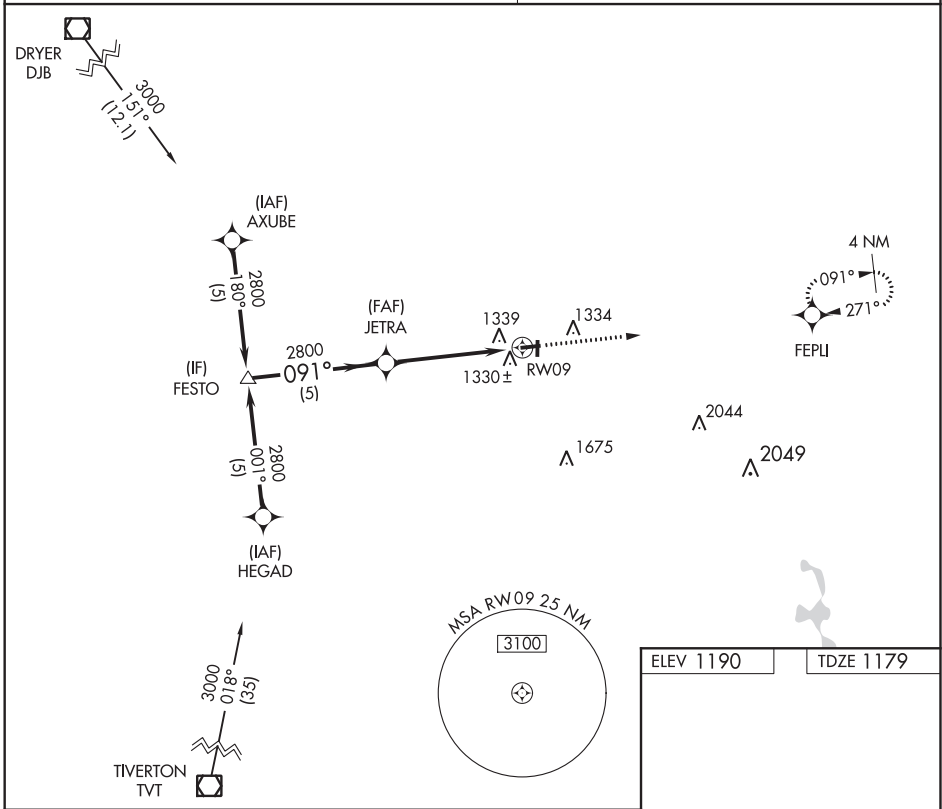 DRYER
DJB
3000
151°
(12.1)
(IAF)
AXUBE
2800
180°
(5)
4 NM
091°
271°
FEPLI
(FAF)
JETRA
1339
1334
(IF)
FESTO
2800
091°
(5)
1330±
RW09
2044
1675
2049
2800
001°
(5)
(IAF)
HEGAD
MSA RW09 25 NM
3100
ELEV 1190
TDZE 1179
3000
018°
(35)
TIVERTON
TVT